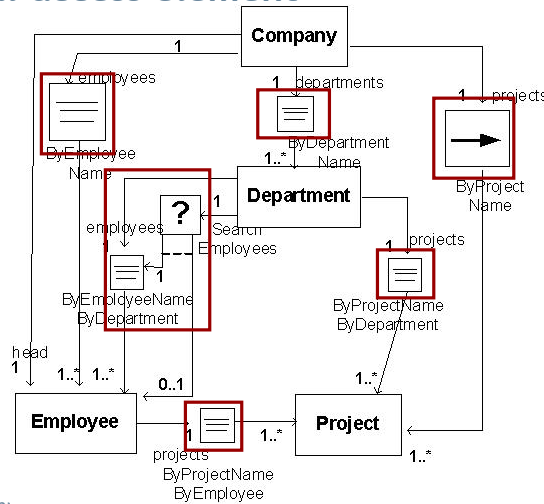 Company
1
employees
1
departments
1
projects
ByEmployee
Name
ByDepartment
Name
1..*
ByProject
Name
Department
?
1
Search
Employees
employees
1
1
projects
1
ByEmployeeName
ByDepartment
ByProjectName
ByDepartment
head
1
1..*
1..*
0..1
1..*
Employee
1
1..*
Project
1..*
projects
ByProjectName
ByEmployee